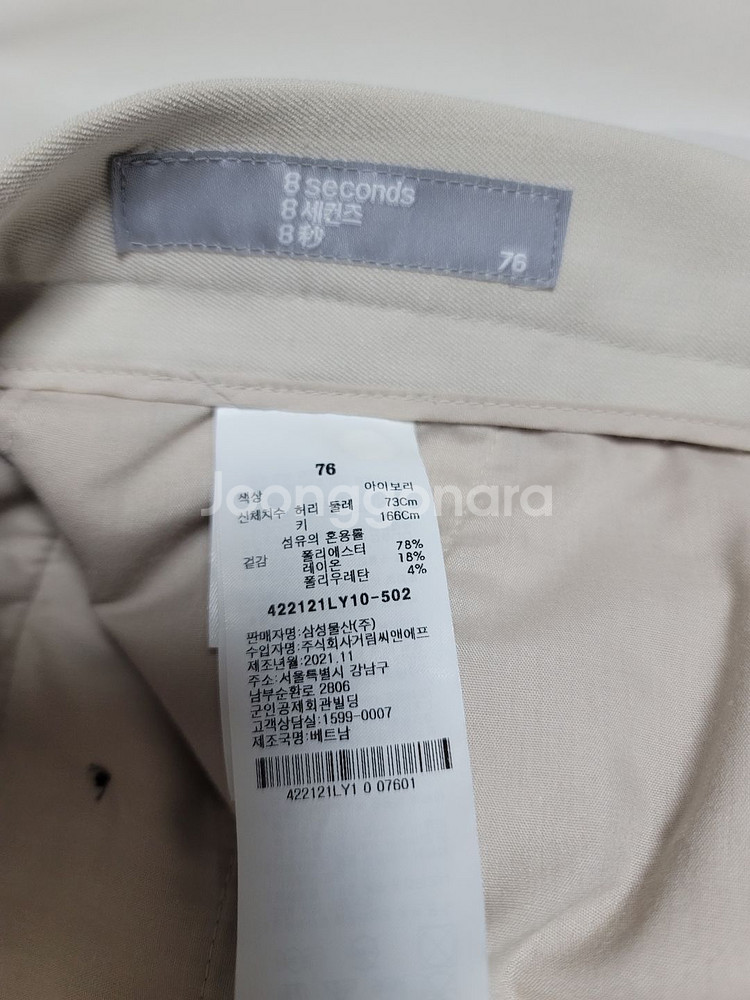 8 seconds
8 세컨즈
8 秒
76
76
색상 아이보리
신체치수 허리 둘레 73Cm
키 166Cm
섬유의 혼용률
겉감 폴리에스터 78%
레이온 18%
폴리우레탄 4%
422121LY10-502
판매자명:삼성물산(주)
수입자명:주식회사거림씨앤에프
제조년월:2021.11
주소:서울특별시 강남구
남부순환로 2806
군인공제회관빌딩
고객상담실:1599-0007
제조국명:베트남
422121LY1 0 07601
Joonggonara